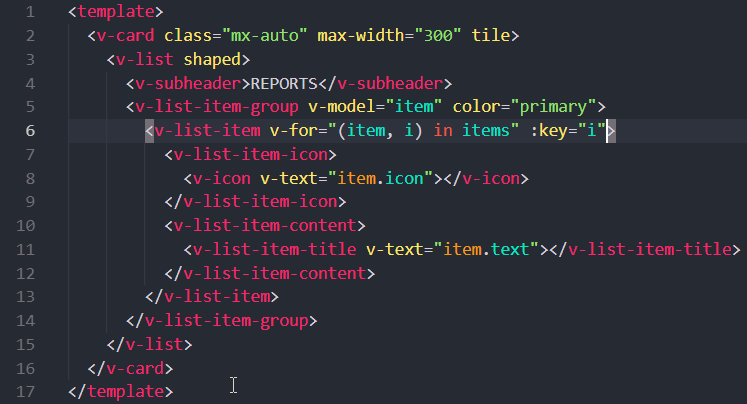 1 <template>
2 <v-card class="mx-auto" max-width="300" tile>
3 <v-list shaped>
4 <v-subheader>REPORTS</v-subheader>
5 <v-list-item-group v-model="item" color="primary">
6 <v-list-item v-for="(item, i) in items" :key="i">
7 <v-list-item-icon>
8 <v-icon v-text="item.icon"></v-icon>
9 </v-list-item-icon>
10 <v-list-item-content>
11 <v-list-item-title v-text="item.text"></v-list-item-title>
12 </v-list-item-content>
13 </v-list-item>
14 </v-list-item-group>
15 </v-list>
16 </v-card>
17 </template>